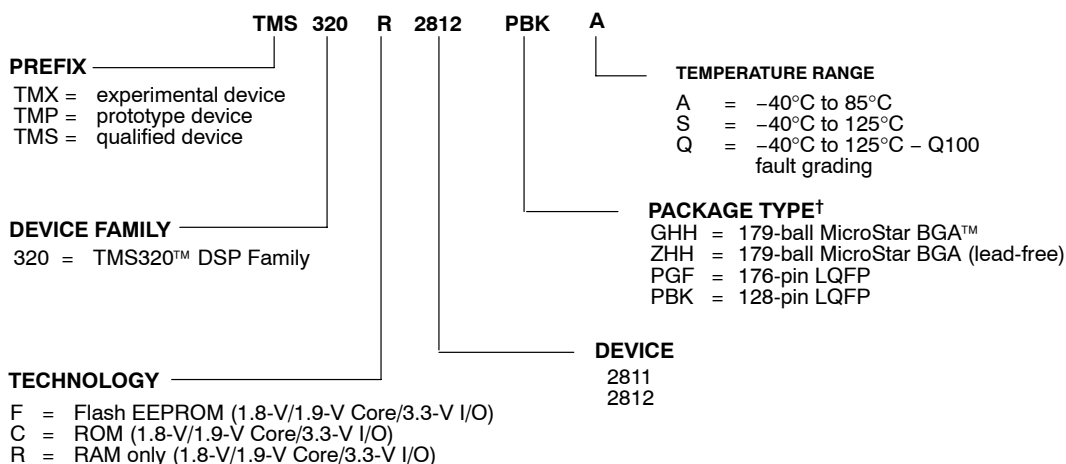 TMS 320 R 2812 PBK A
PREFIX
TMX = experimental device
TMP = prototype device
TMS = qualified device
TEMPERATURE RANGE
A = −40°C to 85°C
S = −40°C to 125°C
Q = −40°C to 125°C − Q100
fault grading
DEVICE FAMILY
320 = TMS320™ DSP Family
PACKAGE TYPE†
GHH = 179-ball MicroStar BGA™
ZHH = 179-ball MicroStar BGA (lead-free)
PGF = 176-pin LQFP
PBK = 128-pin LQFP
DEVICE
2811
2812
TECHNOLOGY
F = Flash EEPROM (1.8-V/1.9-V Core/3.3-V I/O)
C = ROM (1.8-V/1.9-V Core/3.3-V I/O)
R = RAM only (1.8-V/1.9-V Core/3.3-V I/O)